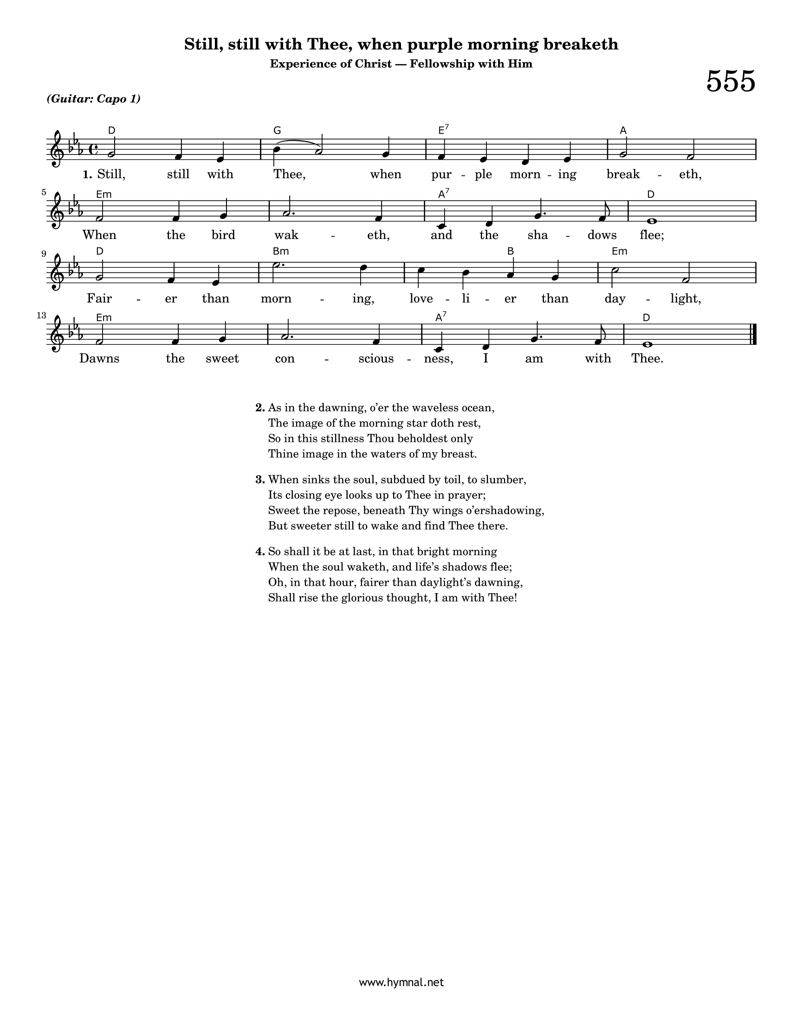 Still, still with Thee, when purple morning breaketh
Experience of Christ — Fellowship with Him
555
(Guitar: Capo 1)
D G E7 A
1. Still, still with Thee, when pur - ple morn - ing break - eth,
5 Em A7 D
When the bird wak - eth, and the sha - dows flee;
9 D Bm B Em
Fair - er than morn - ing, love - li - er than day - light,
13 Em A7 D
Dawns the sweet con - scious - ness, I am with Thee.
2. As in the dawning, o’er the waveless ocean,
The image of the morning star doth rest,
So in this stillness Thou beholdest only
Thine image in the waters of my breast.
3. When sinks the soul, subdued by toil, to slumber,
Its closing eye looks up to Thee in prayer;
Sweet the repose, beneath Thy wings o’ershadowing,
But sweeter still to wake and find Thee there.
4. So shall it be at last, in that bright morning
When the soul waketh, and life’s shadows flee;
Oh, in that hour, fairer than daylight’s dawning,
Shall rise the glorious thought, I am with Thee!
www.hymnal.net